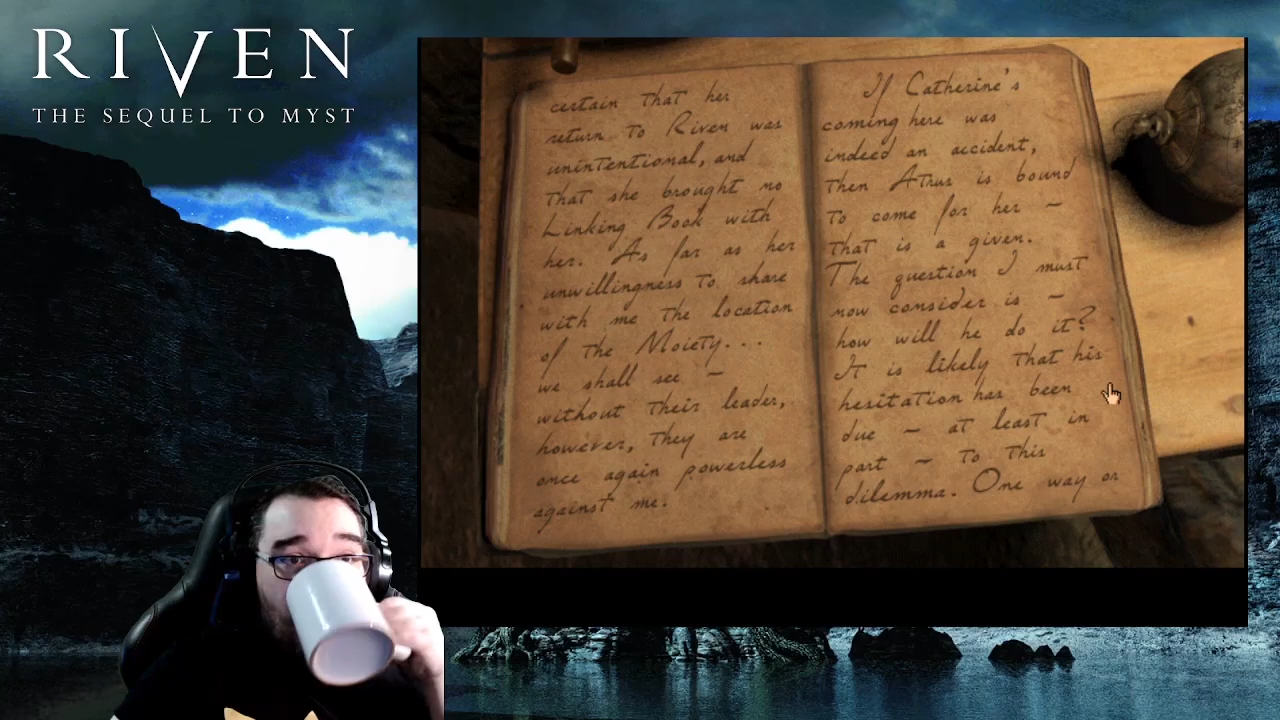 RIVEN
THE SEQUEL TO MYST
certain that her
return to Riven was
unintentional, and
that she brought no
Linking Book with
her. As far as her
unwillingness to share
with me the location
of the Moiety...
we shall see –
without their leader,
however, they are
once again powerless
against me.
If Catherine's
coming here was
indeed an accident,
then Atrus is bound
to come for her –
that is a given.
The question I must
now consider is –
how will he do it?
It is likely that his
hesitation has been
due – at least in
part – to this
dilemma. One way or